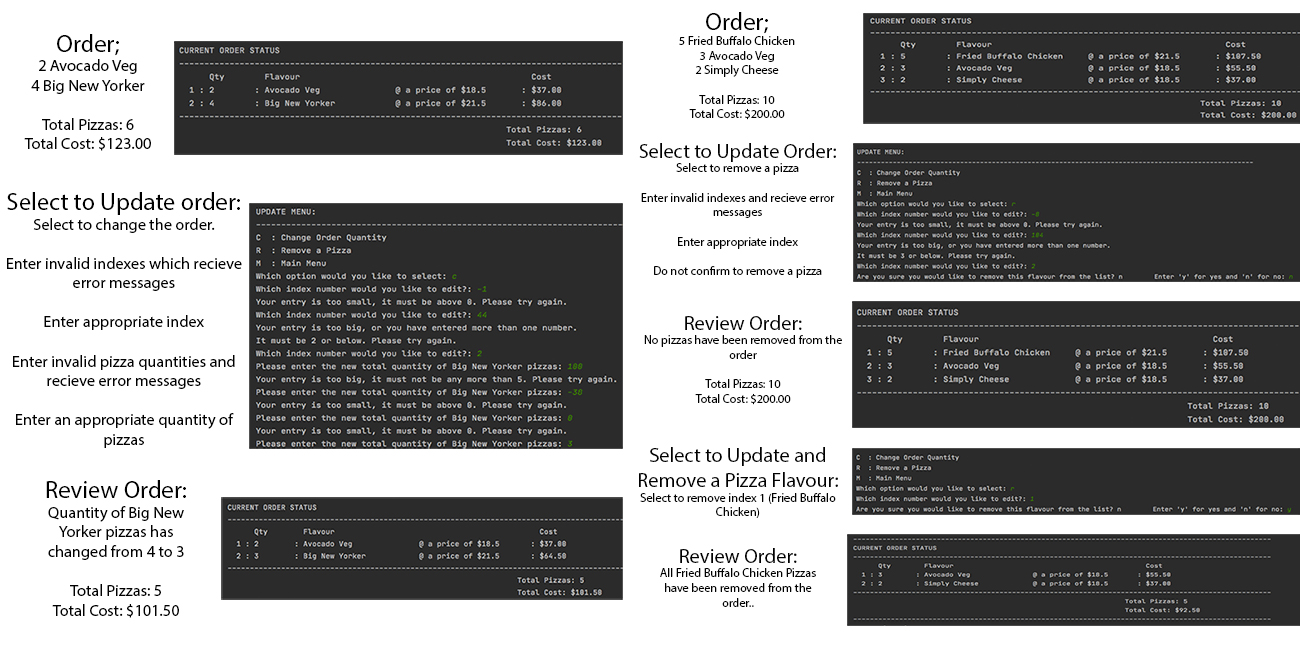 Order;
2 Avocado Veg
4 Big New Yorker
Total Pizzas: 6
Total Cost: $123.00
CURRENT ORDER STATUS
Qty Flavour Cost
1 : 2 : Avocado Veg @ a price of $18.5 : $37.00
2 : 4 : Big New Yorker @ a price of $21.5 : $86.00
Total Pizzas: 6
Total Cost: $123.00
Select to Update order:
Select to change the order.
Enter invalid indexes which recieve
error messages
Enter appropriate index
Enter invalid pizza quantities and
recieve error messages
Enter an appropriate quantity of
pizzas
UPDATE MENU:
C : Change Order Quantity
R : Remove a Pizza
M : Main Menu
Which option would you like to select: c
Which index number would you like to edit?: -1
Your entry is too small, it must be above 0. Please try again.
Which index number would you like to edit?: 44
Your entry is too big, or you have entered more than one number.
It must be 2 or below. Please try again.
Which index number would you like to edit?: 2
Please enter the new total quantity of Big New Yorker pizzas: 100
Your entry is too big, it must not be any more than 5. Please try again.
Please enter the new total quantity of Big New Yorker pizzas: -30
Your entry is too small, it must be above 0. Please try again.
Please enter the new total quantity of Big New Yorker pizzas: 0
Your entry is too small, it must be above 0. Please try again.
Please enter the new total quantity of Big New Yorker pizzas: 3
Review Order:
Quantity of Big New
Yorker pizzas has
changed from 4 to 3
Total Pizzas: 5
Total Cost: $101.50
CURRENT ORDER STATUS
Qty Flavour Cost
1 : 2 : Avocado Veg @ a price of $18.5 : $37.00
2 : 3 : Big New Yorker @ a price of $21.5 : $64.50
Total Pizzas: 5
Total Cost: $101.50
Order;
5 Fried Buffalo Chicken
3 Avocado Veg
2 Simply Cheese
Total Pizzas: 10
Total Cost: $200.00
CURRENT ORDER STATUS
Qty Flavour Cost
1 : 5 : Fried Buffalo Chicken @ a price of $21.5 : $107.50
2 : 3 : Avocado Veg @ a price of $18.5 : $55.50
3 : 2 : Simply Cheese @ a price of $18.5 : $37.00
Total Pizzas: 10
Total Cost: $200.00
Select to Update Order:
Select to remove a pizza
Enter invalid indexes and recieve error
messages
Enter appropriate index
Do not confirm to remove a pizza
UPDATE MENU:
C : Change Order Quantity
R : Remove a Pizza
M : Main Menu
Which option would you like to select: r
Which index number would you like to edit?:
Your entry is too small, it must be above 0. Please try again.
Which index number would you like to edit?: 104
Your entry is too big, or you have entered more than one number.
It must be 3 or below. Please try again.
Which index number would you like to edit?: 2
Are you sure you would like to remove this flavour from the list? n Enter 'y' for yes and 'n' for no: n
Review Order:
No pizzas have been removed from the
order
Total Pizzas: 10
Total Cost: $200.00
CURRENT ORDER STATUS
Qty Flavour Cost
1 : 5 : Fried Buffalo Chicken @ a price of $21.5 : $107.50
2 : 3 : Avocado Veg @ a price of $18.5 : $55.50
3 : 2 : Simply Cheese @ a price of $18.5 : $37.00
Total Pizzas: 10
Total Cost: $200.00
Select to Update and
Remove a Pizza Flavour:
Select to remove index 1 (Fried Buffalo
Chicken)
C : Change Order Quantity
R : Remove a Pizza
M : Main Menu
Which option would you like to select: r
Which index number would you like to edit?: 1
Are you sure you would like to remove this flavour from the list? n Enter 'y' for yes and 'n' for no: y
Review Order:
All Fried Buffalo Chicken Pizzas
have been removed from the
order..
CURRENT ORDER STATUS
Qty Flavour Cost
1 : 3 : Avocado Veg @ a price of $18.5 : $55.50
2 : 2 : Simply Cheese @ a price of $18.5 : $37.00
Total Pizzas: 5
Total Cost: $92.50